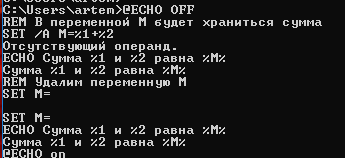 C:\Users\artem>@ECHO OFF
REM В переменной M будет храниться сумма
SET /A M=%1+%2
Отсутствующий операнд.
ECHO Сумма %1 и %2 равна %M%
Сумма %1 и %2 равна %M%
REM Удалим переменную M
SET M=
SET M=
ECHO Сумма %1 и %2 равна %M%
Сумма %1 и %2 равна %M%
@ECHO on